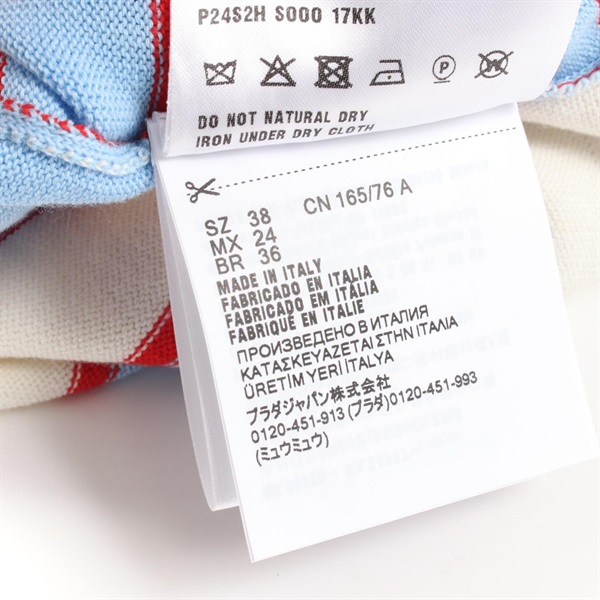 P24S2H S000 17KK
DO NOT NATURAL DRY
IRON UNDER DRY CLOTH
SZ 38 CN 165/76 A
MX 24
BR 36
MADE IN ITALY
FABRICADO EN ITALIA
FABRICADO EM ITÁLIA
FABRIQUÉ EN ITALIE
ПРОИЗВЕДЕНО В ИТАЛИЯ
ΚΑΤΑΣΚΕΥΑΖΕΤΑΙ ΣΤΗΝ ΙΤΑΛΙΑ
ÜRETİM YERİ İTALYA
プラダジャパン株式会社
0120-451-913 (プラダ)0120-451-993
(ミュウミュウ)